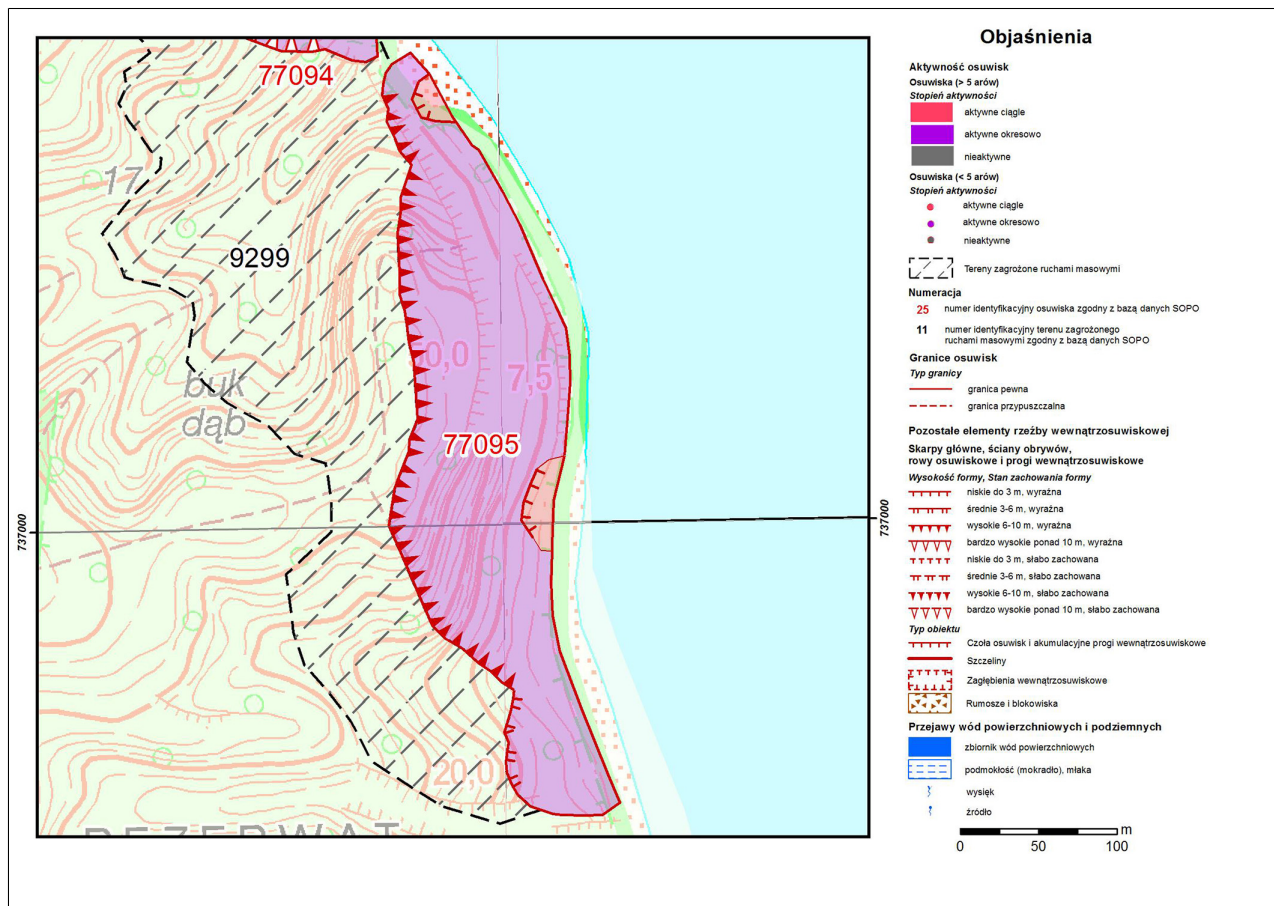 77094
17
9299
50,0
7,5
buk
dąb
77095
737000
737000
20,0
REZERWAT
Objaśnienia
Aktywność osuwisk
Osuwiska (> 5 arów)
Stopień aktywności
aktywne ciągle
aktywne okresowo
nieaktywne
Osuwiska (< 5 arów)
Stopień aktywności
aktywne ciągle
aktywne okresowo
nieaktywne
Tereny zagrożone ruchami masowymi
Numeracja
25 numer identyfikacyjny osuwiska zgodny z bazą danych SOPO
11 numer identyfikacyjny terenu zagrożonego
ruchami masowymi zgodny z bazą danych SOPO
Granice osuwisk
Typ granicy
granica pewna
granica przypuszczalna
Pozostałe elementy rzeźby wewnątrzosuwiskowej
Skarpy główne, ściany obrywów,
rowy osuwiskowe i progi wewnątrzosuwiskowe
Wysokość formy, Stan zachowania formy
niskie do 3 m, wyraźna
średnie 3-6 m, wyraźna
wysokie 6-10 m, wyraźna
bardzo wysokie ponad 10 m, wyraźna
niskie do 3 m, słabo zachowana
średnie 3-6 m, słabo zachowana
wysokie 6-10 m, słabo zachowana
bardzo wysokie ponad 10 m, słabo zachowana
Typ obiektu
Czoła osuwisk i akumulacyjne progi wewnątrzosuwiskowe
Szczeliny
Zagłębienia wewnątrzosuwiskowe
Rumosze i blokowiska
Przejawy wód powierzchniowych i podziemnych
zbiornik wód powierzchniowych
podmokłość (mokradło), młaka
wysięk
źródło
m
0 50 100